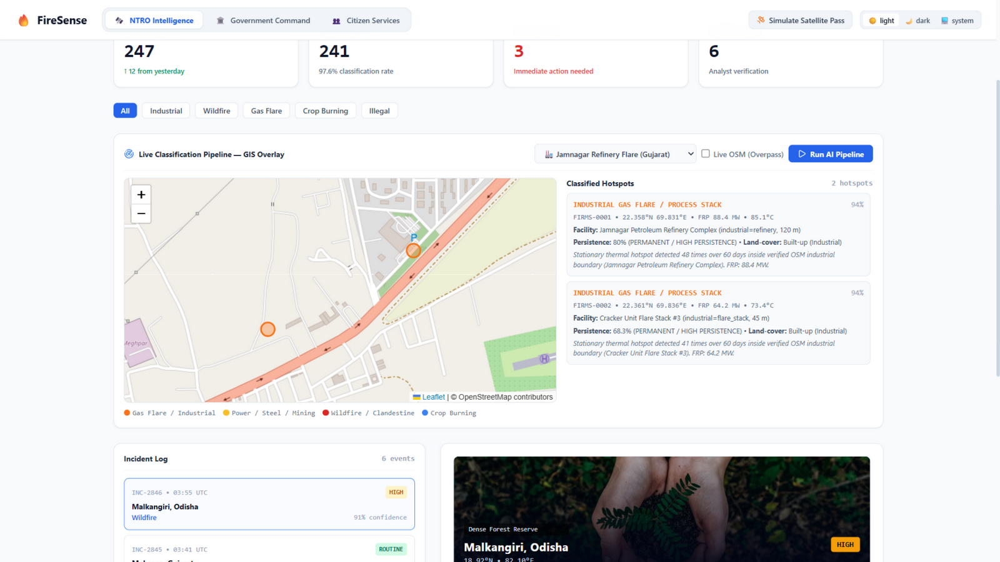 FireSense
NTRO Intelligence
Government Command
Citizen Services
Simulate Satellite Pass
light
dark
system
247
↑ 12 from yesterday
241
97.6% classification rate
3
Immediate action needed
6
Analyst verification
All
Industrial
Wildfire
Gas Flare
Crop Burning
Illegal
Live Classification Pipeline — GIS Overlay
Jamnagar Refinery Flare (Gujarat)
Live OSM (Overpass)
Run AI Pipeline
+
−
P
Meghpar
H
Leaflet | © OpenStreetMap contributors
Gas Flare / Industrial
Power / Steel / Mining
Wildfire / Clandestine
Crop Burning
Classified Hotspots
2 hotspots
INDUSTRIAL GAS FLARE / PROCESS STACK
94%
FIRMS-0001 • 22.358°N 69.831°E • FRP 88.4 MW • 85.1°C
Facility: Jamnagar Petroleum Refinery Complex (industrial=refinery, 120 m)
Persistence: 80% (PERMANENT / HIGH PERSISTENCE) • Land-cover: Built-up (Industrial)
Stationary thermal hotspot detected 48 times over 60 days inside verified OSM industrial
boundary (Jamnagar Petroleum Refinery Complex). FRP: 88.4 MW.
INDUSTRIAL GAS FLARE / PROCESS STACK
94%
FIRMS-0002 • 22.361°N 69.836°E • FRP 64.2 MW • 73.4°C
Facility: Cracker Unit Flare Stack #3 (industrial=flare_stack, 45 m)
Persistence: 68.3% (PERMANENT / HIGH PERSISTENCE) • Land-cover: Built-up (Industrial)
Stationary thermal hotspot detected 41 times over 60 days inside verified OSM industrial
boundary (Cracker Unit Flare Stack #3). FRP: 64.2 MW.
Incident Log
6 events
INC-2846 • 03:55 UTC
HIGH
Malkangiri, Odisha
Wildfire
91% confidence
INC-2845 • 03:41 UTC
ROUTINE
Dense Forest Reserve
Malkangiri, Odisha
18.92°N • 82.10°E
HIGH